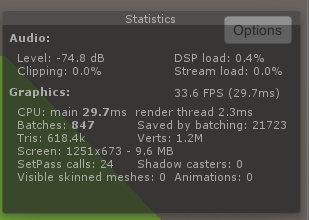 Statistics
Options
Audio:
Level: -74.8 dB DSP load: 0.4%
Clipping: 0.0% Stream load: 0.0%
Graphics: 33.6 FPS (29.7ms)
CPU: main 29.7ms render thread 2.3ms
Batches: 847 Saved by batching: 21723
Tris: 618.4k Verts: 1.2M
Screen: 1251x673 - 9.6 MB
SetPass calls: 24 Shadow casters: 0
Visible skinned meshes: 0 Animations: 0